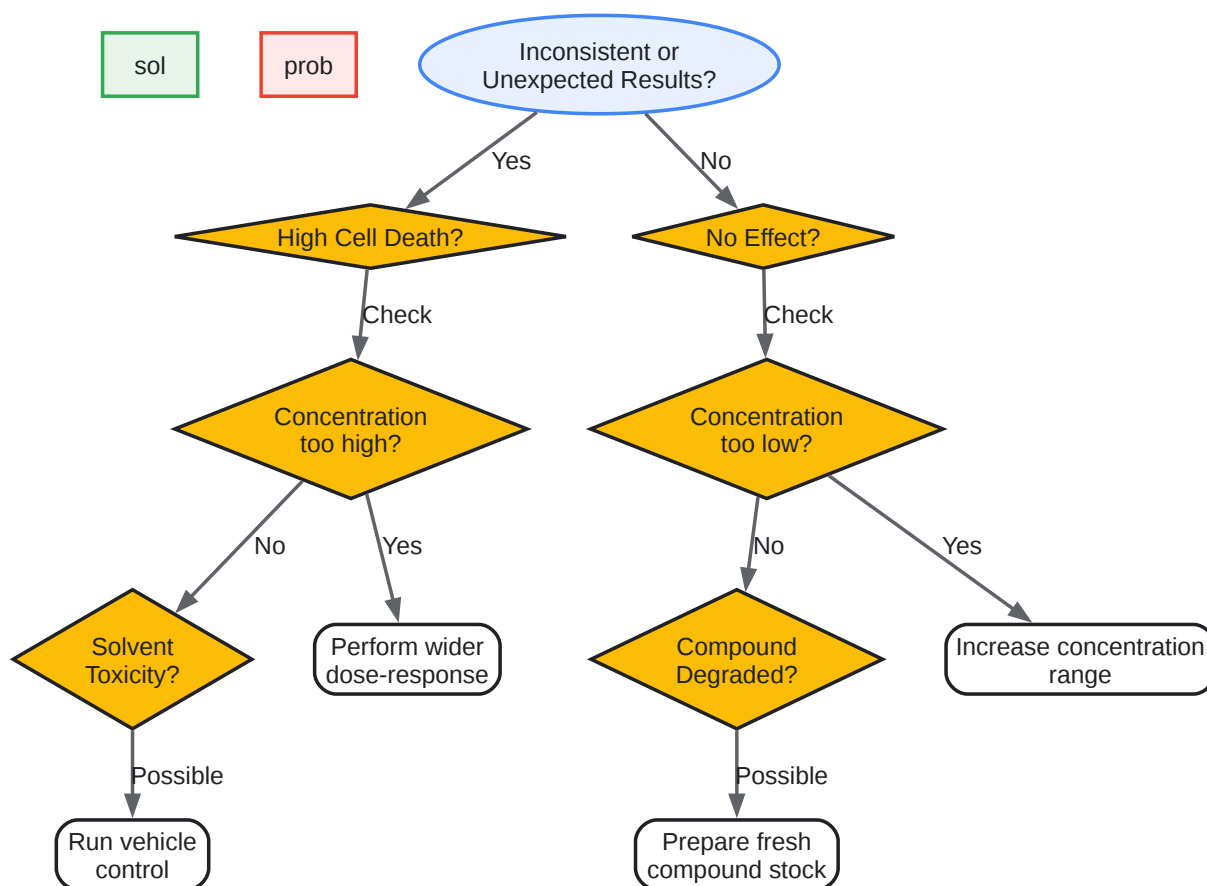 sol
prob
Inconsistent or
Unexpected Results?
Yes
No
High Cell Death?
No Effect?
Check
Check
Concentration
too high?
Concentration
too low?
No
Yes
No
Yes
Solvent
Toxicity?
Perform wider
dose-response
Compound
Degraded?
Increase concentration
range
Possible
Possible
Run vehicle
control
Prepare fresh
compound stock